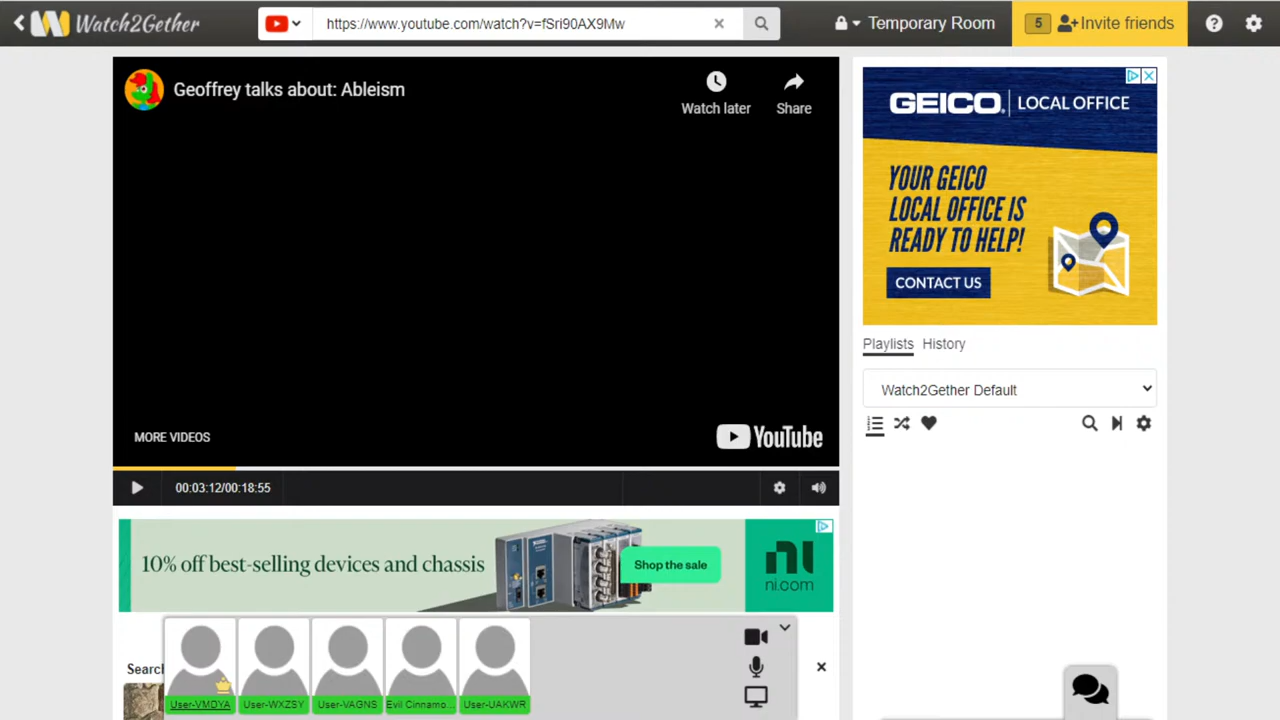 Watch2Gether
https://www.youtube.com/watch?v=fSri90AX9Mw
Temporary Room
5
Invite friends
Geoffrey talks about: Ableism
Watch later
Share
MORE VIDEOS
YouTube
00:03:12/00:18:55
GEICO.
LOCAL OFFICE
YOUR GEICO
LOCAL OFFICE IS
READY TO HELP!
CONTACT US
Playlists
History
Watch2Gether Default
10% off best-selling devices and chassis
Shop the sale
ni
ni.com
Searc
User-VMDYA
User-WXZSY
User-VAGNS
Evil Cinnamo...
User-UAKWR